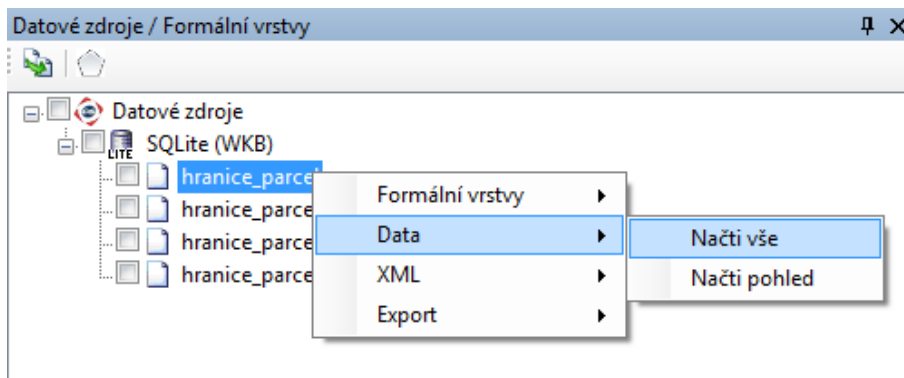 Datové zdroje / Formální vrstvy
Datové zdroje
LITE SQLite (WKB)
hranice_parcel
hranice_parce
hranice_parce
hranice_parce
Formální vrstvy
Data
XML
Export
Načti vše
Načti pohled